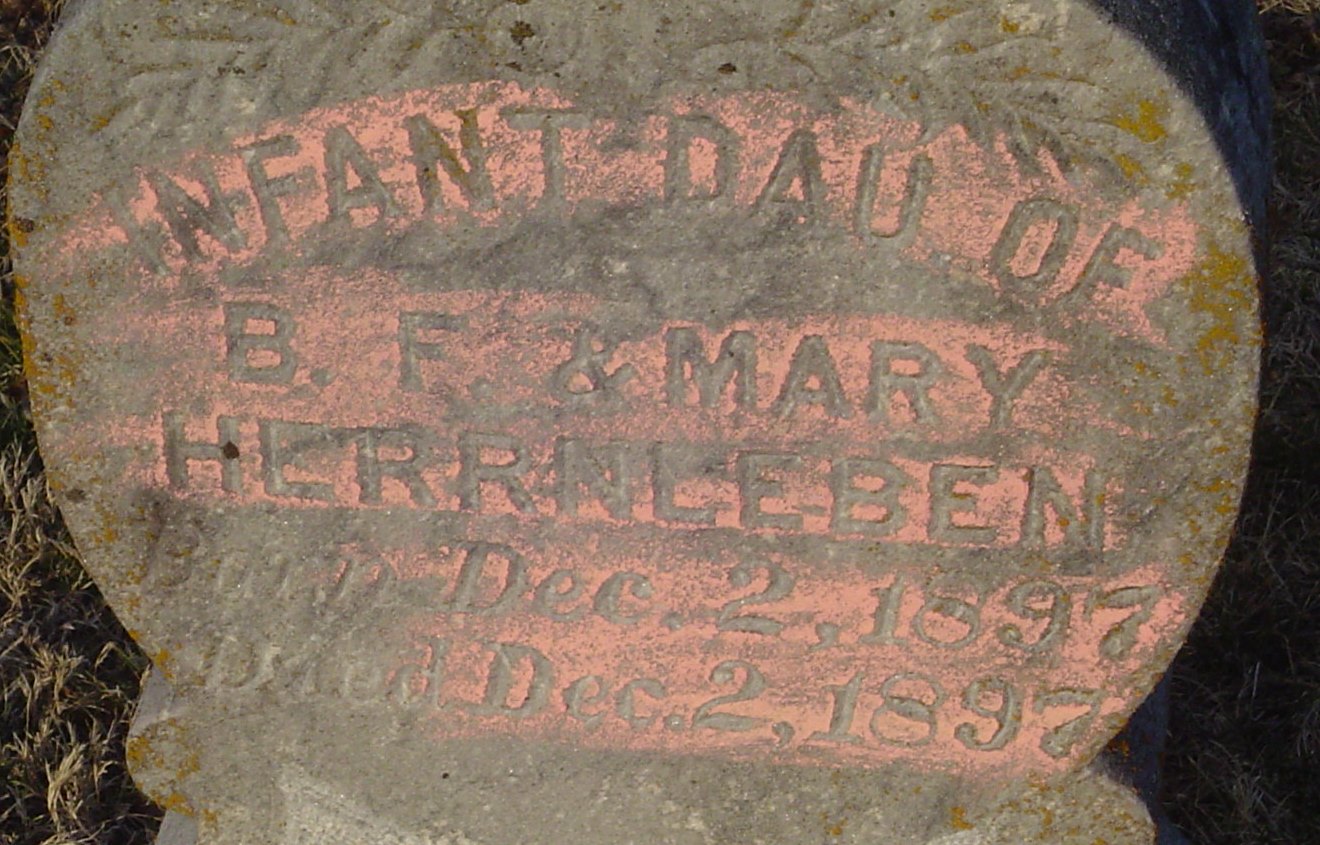 INFANT DAU OF
B. F. & MARY
HERRNLEBEN
Born Dec. 2, 1897
Died Dec. 2, 1897